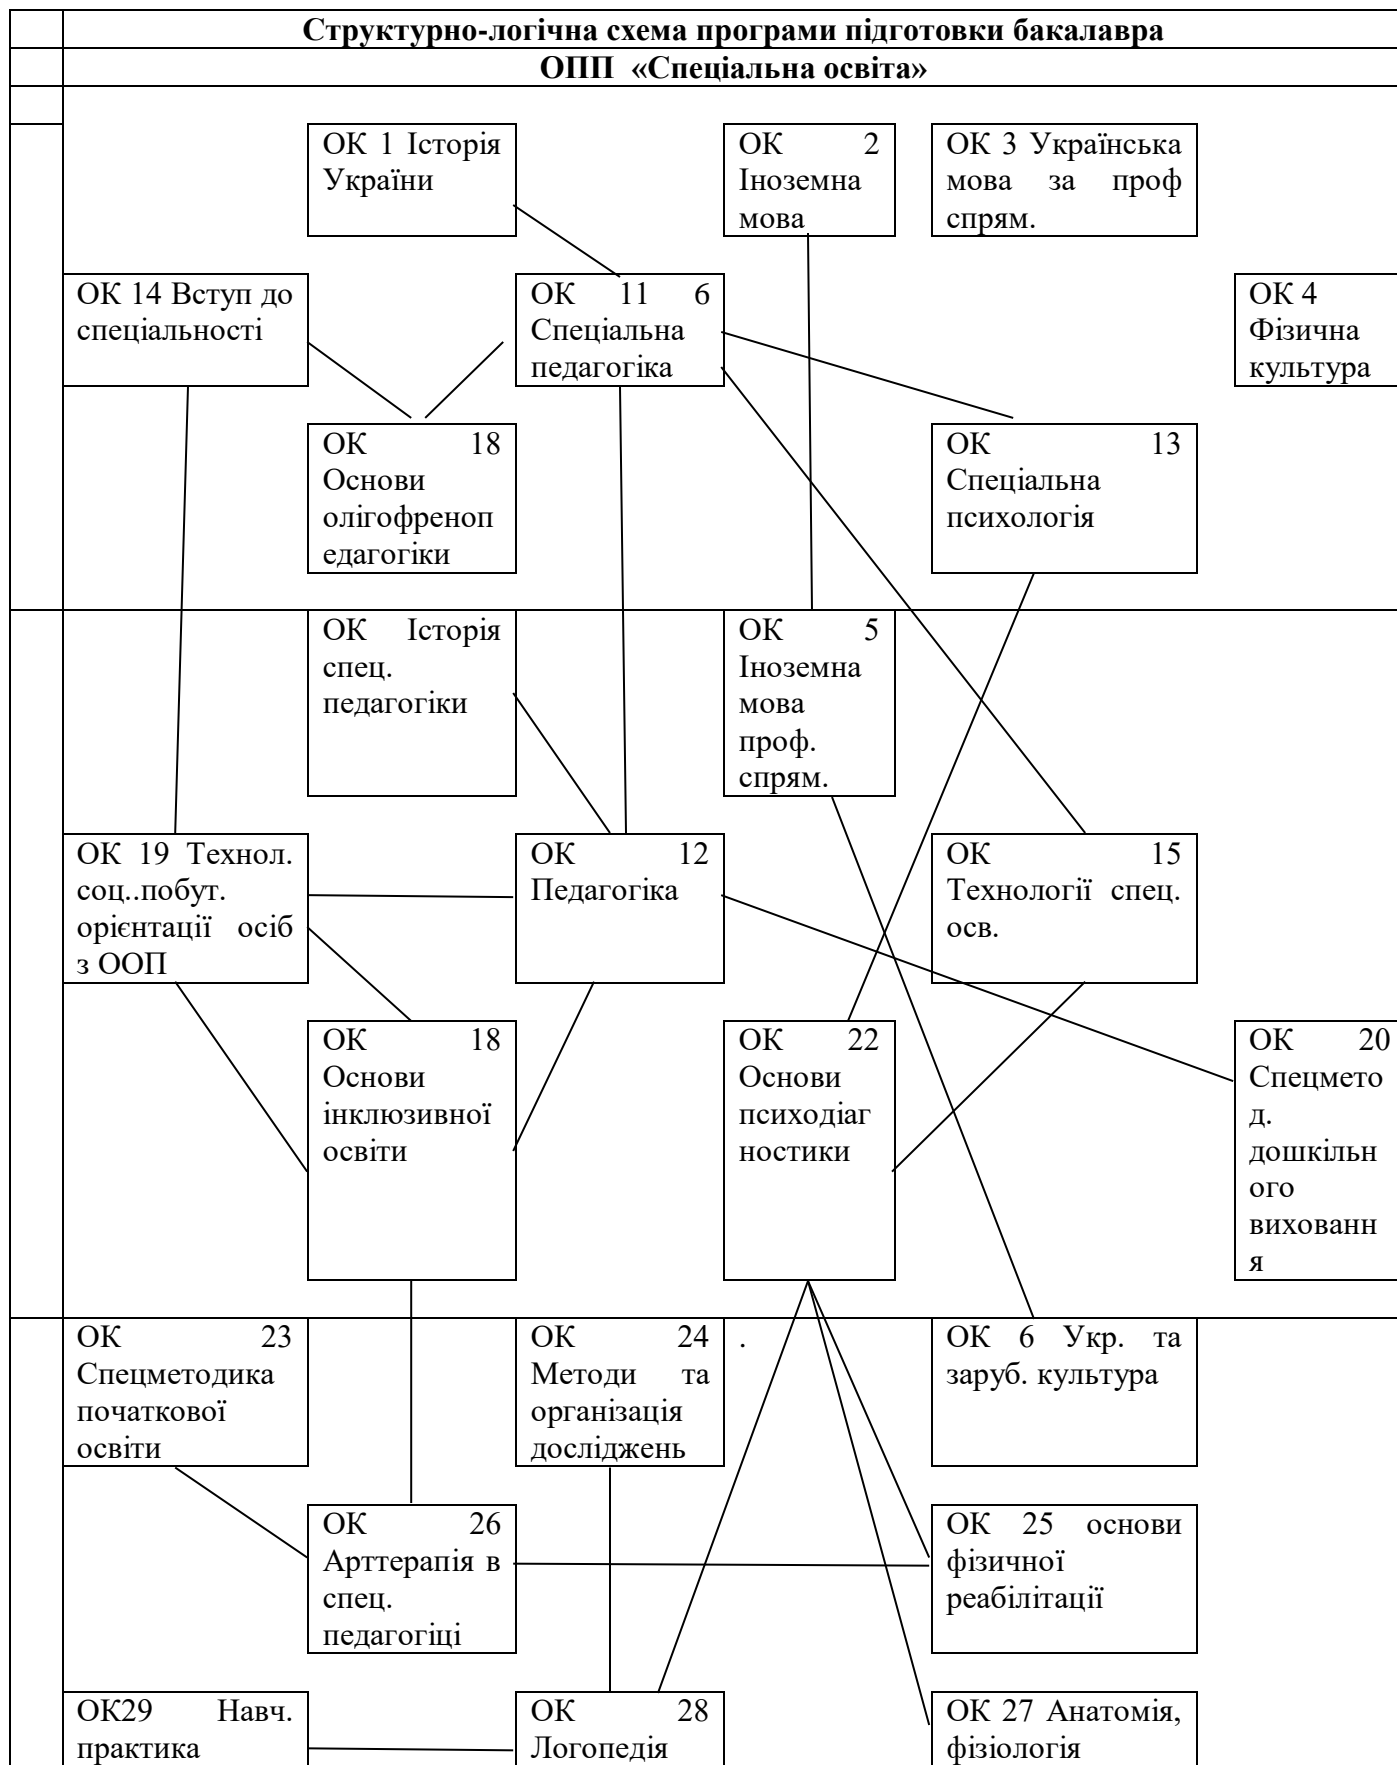 Структурно-логічна схема програми підготовки бакалавра
ОПП «Спеціальна освіта»
ОК 1 Історія
України
ОК 2
Іноземна
мова
ОК 3 Українська
мова за проф
спрям.
ОК 14 Вступ до
спеціальності
ОК 11 6
Спеціальна
педагогіка
ОК 4
Фізична
культура
ОК 18
Основи
олігофреноп
едагогіки
ОК 13
Спеціальна
психологія
ОК Історія
спец.
педагогіки
ОК 5
Іноземна
мова
проф.
спрям.
ОК 19 Технол.
соц..побут.
орієнтації осіб
з ООП
ОК 12
Педагогіка
ОК 15
Технології спец.
осв.
ОК 18
Основи
інклюзивної
освіти
ОК 22
Основи
психодіаг
ностики
ОК 20
Спецмето
д.
дошкільн
ого
вихованн
я
ОК 23
Спецметодика
початкової
освіти
ОК 24
Методи та
організація
досліджень
.
ОК 6 Укр. та
заруб. культура
ОК 26
Арттерапія в
спец.
педагогіці
ОК 25 основи
фізичної
реабілітації
ОК29 Навч.
практика
ОК 28
Логопедія
ОК 27 Анатомія,
фізіологія